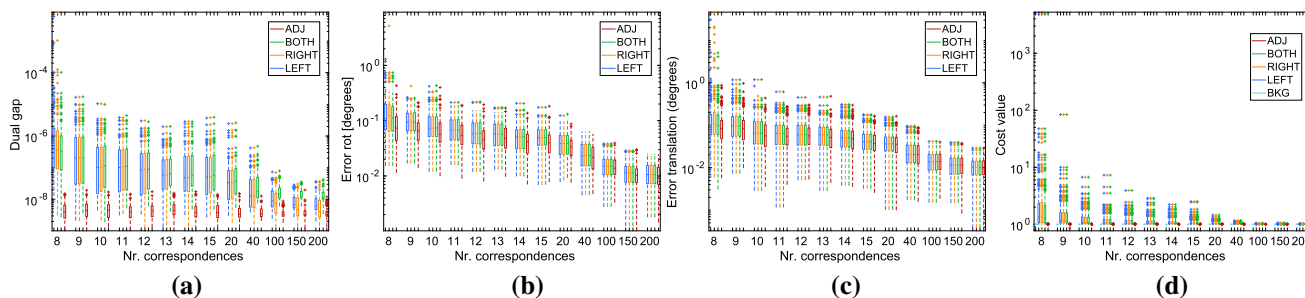 Dual gap
10^-4
10^-6
10^-8
8 9 10 11 12 13 14 15 20 40 100 150 200
Nr. correspondences
ADJ
BOTH
RIGHT
LEFT
(a)
Error rot [degrees]
10^0
10^-1
10^-2
8 9 10 11 12 13 14 15 20 40 100 150 200
Nr. correspondences
ADJ
BOTH
RIGHT
LEFT
(b)
Error translation (degrees)
10^0
10^-2
8 9 10 11 12 13 14 15 20 40 100 150 200
Nr. correspondences
ADJ
BOTH
RIGHT
LEFT
(c)
Cost value
10^3
10^2
10^1
10^0
8 9 10 11 12 13 14 15 20 40 100 150 20
Nr. correspondences
ADJ
BOTH
RIGHT
LEFT
BKG
(d)